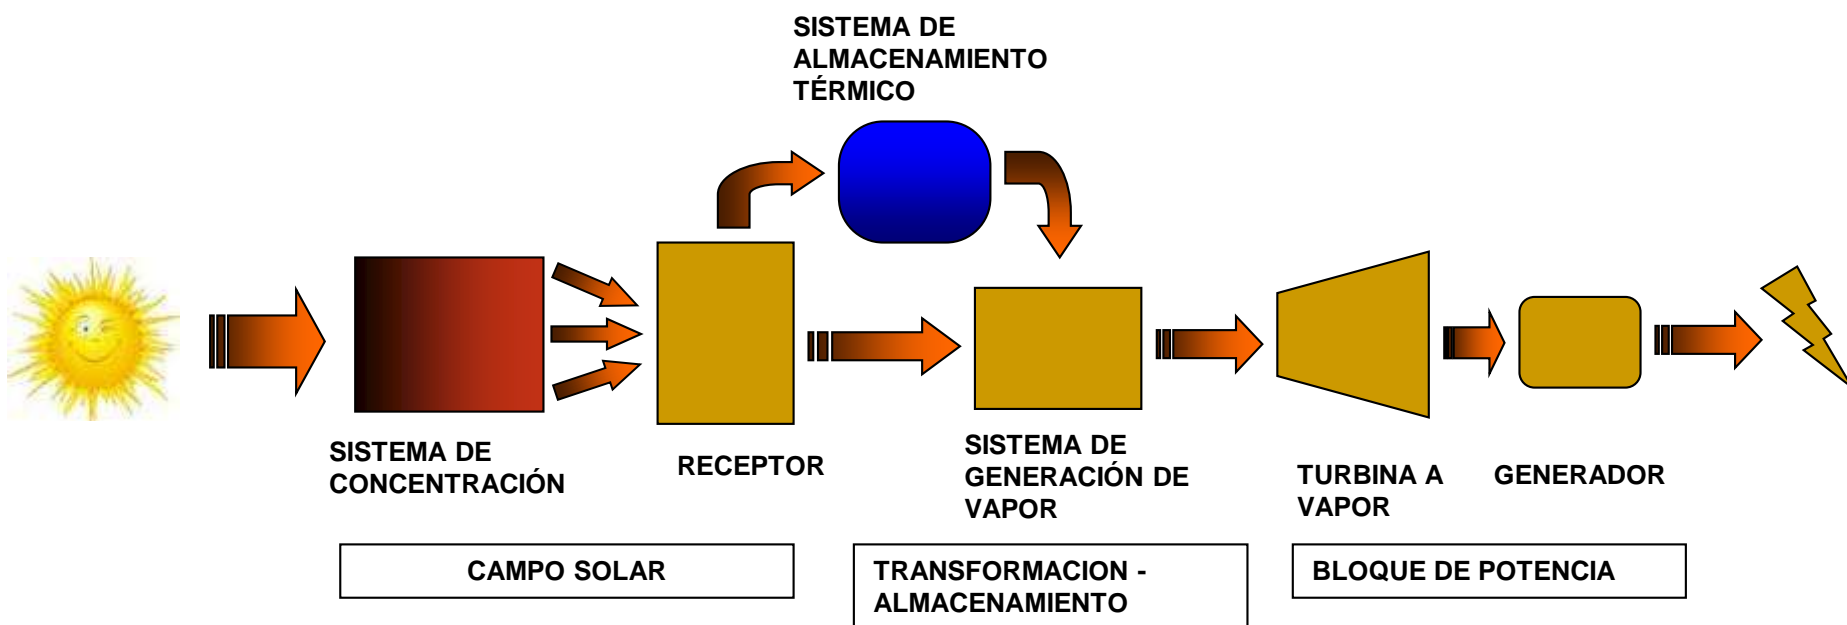 SISTEMA DE
ALMACENAMIENTO
TÉRMICO
SISTEMA DE
CONCENTRACIÓN
RECEPTOR
SISTEMA DE
GENERACIÓN DE
VAPOR
TURBINA A
VAPOR
GENERADOR
CAMPO SOLAR
TRANSFORMACION -
ALMACENAMIENTO
BLOQUE DE POTENCIA